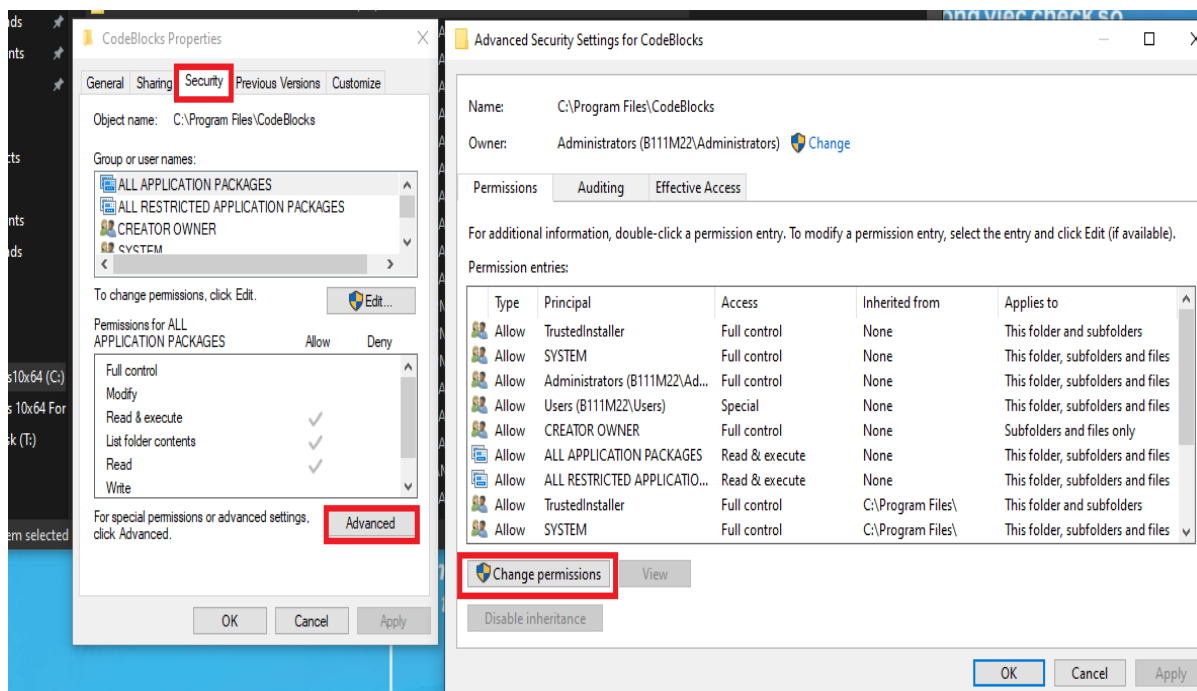 ds
nts
cts
nts
ds
s10x64 (C:)
s 10x64 For
sk (T:)
em selected
ong viec check so
CodeBlocks Properties
General Sharing Security Previous Versions Customize
Object name: C:\Program Files\CodeBlocks
Group or user names:
ALL APPLICATION PACKAGES
ALL RESTRICTED APPLICATION PACKAGES
CREATOR OWNER
SYSTEM
To change permissions, click Edit.
Edit...
Permissions for ALL
APPLICATION PACKAGES Allow Deny
Full control
Modify
Read & execute
List folder contents
Read
Write
For special permissions or advanced settings,
click Advanced.
Advanced
OK Cancel Apply
Advanced Security Settings for CodeBlocks
Name: C:\Program Files\CodeBlocks
Owner: Administrators (B111M22\Administrators) Change
Permissions Auditing Effective Access
For additional information, double-click a permission entry. To modify a permission entry, select the entry and click Edit (if available).
Permission entries:
Type Principal Access Inherited from Applies to
Allow TrustedInstaller Full control None This folder and subfolders
Allow SYSTEM Full control None This folder, subfolders and files
Allow Administrators (B111M22\Ad... Full control None This folder, subfolders and files
Allow Users (B111M22\Users) Special None This folder, subfolders and files
Allow CREATOR OWNER Full control None Subfolders and files only
Allow ALL APPLICATION PACKAGES Read & execute None This folder, subfolders and files
Allow ALL RESTRICTED APPLICATIO... Read & execute None This folder, subfolders and files
Allow TrustedInstaller Full control C:\Program Files\ This folder and subfolders
Allow SYSTEM Full control C:\Program Files\ This folder, subfolders and files
Change permissions View
Disable inheritance
OK Cancel Apply